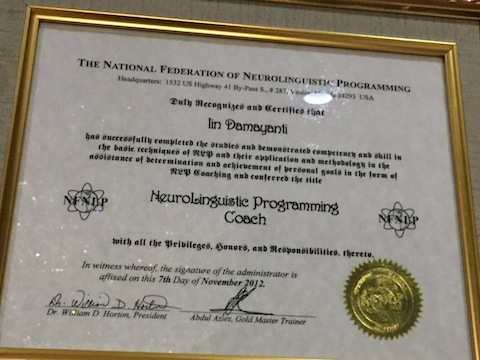 THE NATIONAL FEDERATION OF NEUROLINGUISTIC PROGRAMMING
Headquarters: 1532 US Highway 41 By-Pass S., # 287, 34293 USA
Duly Recognizes and Certifies that
Iin Damayanti
has successfully completed the studies and demonstrated competency and skill in
the basic techniques of NLP and their application and methodology in the
assistance of determination and achievement of personal goals in the form of
NLP Coaching and conferred the title
NeuroLinguistic Programming
Coach
NFNLP
NFNLP
with all the Privileges, Honors, and Responsibilities, thereto.
In witness whereof, the signature of the administrator is
affixed on this 7th Day of November 2012.
Dr. William D. Horton
Dr. William D. Horton, President
Abdul Aziez, Gold Master Trainer